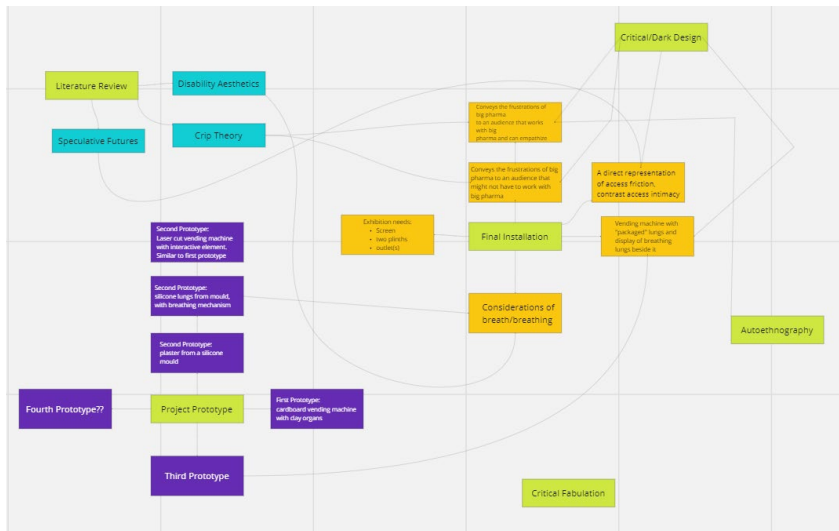 Critical/Dark Design
Literature Review
Disability Aesthetics
Speculative Futures
Crip Theory
Conveys the frustrations of
big pharma
to an audience that works
with big
pharma and can empathize
Conveys the frustrations of big
pharma to an audience that
might not have to work with
big pharma
A direct representation
of access friction,
contrast access intimacy
Exhibition needs:
• Screen
• two plinths
• outlet(s)
Final Installation
Vending machine with
"packaged" lungs and
display of breathing
lungs beside it
Second Prototype:
Laser cut vending machine
with interactive element.
Similar to first prototype
Second Prototype:
silicone lungs from mould,
with breathing mechanism
Considerations of
breath/breathing
Autoethnography
Second Prototype:
plaster from a silicone
mould
Fourth Prototype??
Project Prototype
First Prototype:
cardboard vending machine
with clay organs
Third Prototype
Critical Fabulation